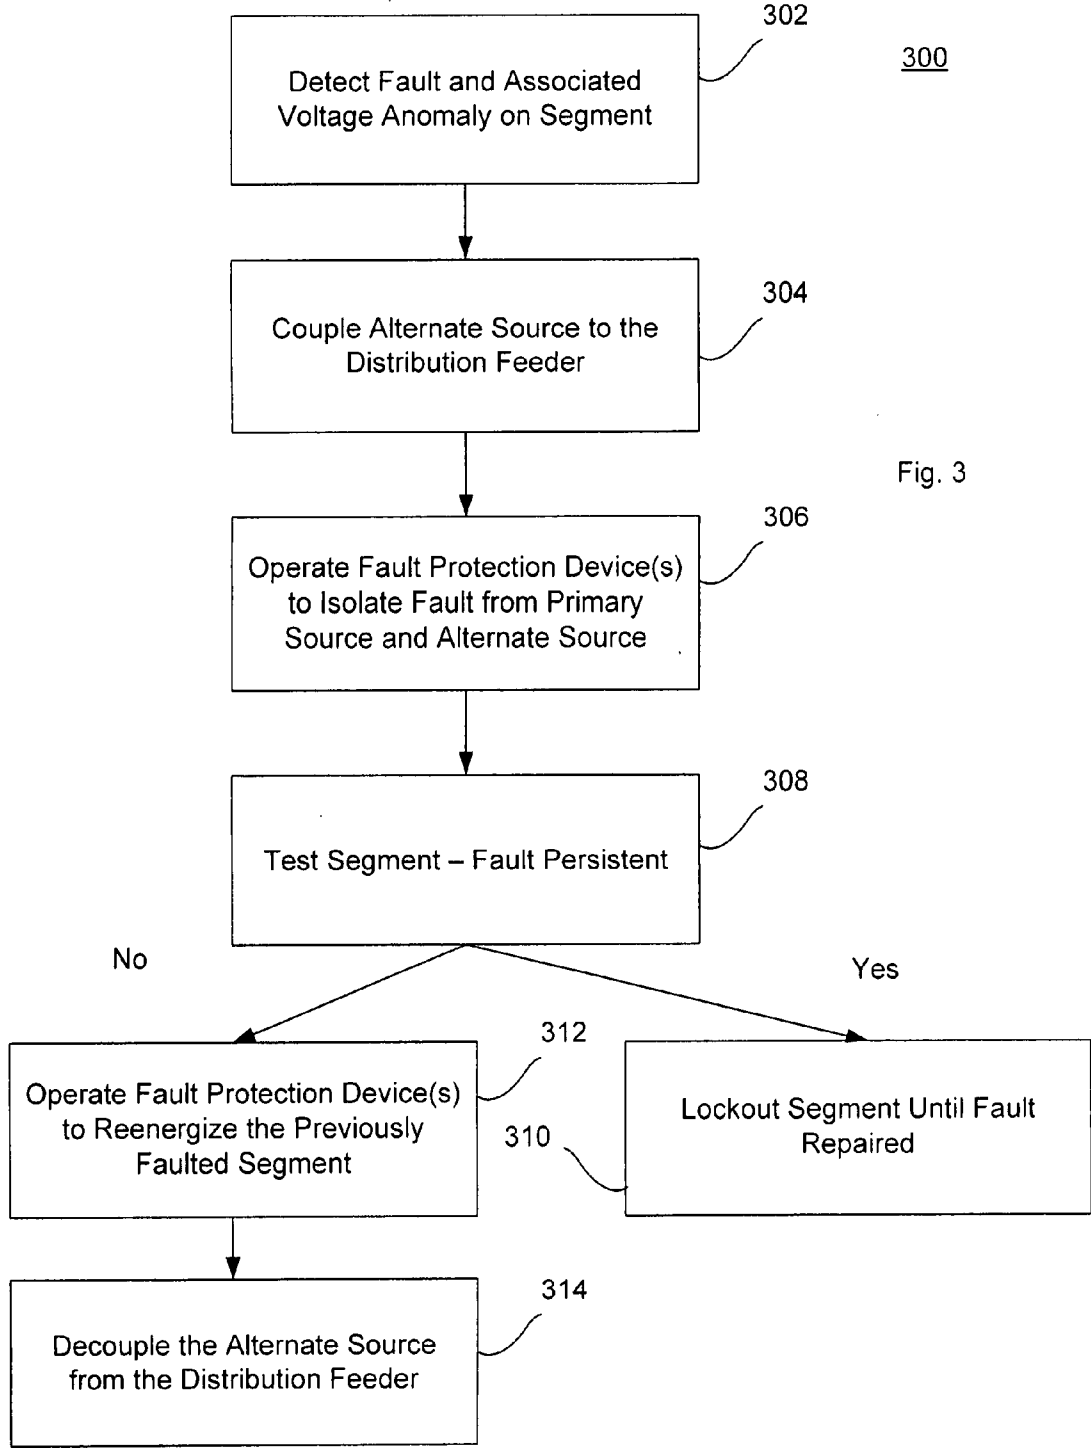 302
300
Detect Fault and Associated
Voltage Anomaly on Segment
304
Couple Alternate Source to the
Distribution Feeder
Fig. 3
306
Operate Fault Protection Device(s)
to Isolate Fault from Primary
Source and Alternate Source
308
Test Segment – Fault Persistent
No
Yes
312
Operate Fault Protection Device(s)
to Reenergize the Previously
Faulted Segment
310
Lockout Segment Until Fault
Repaired
314
Decouple the Alternate Source
from the Distribution Feeder